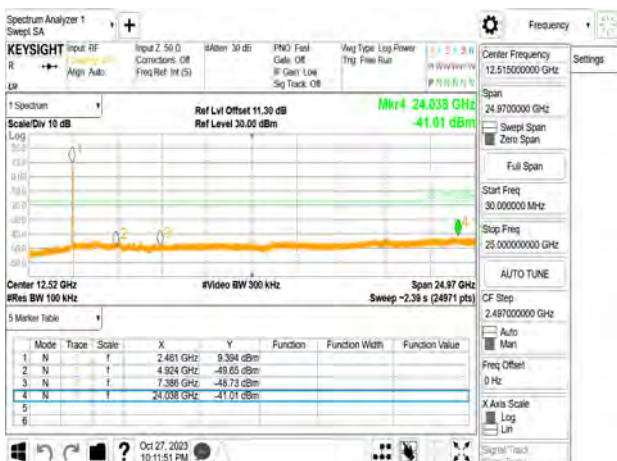 Spectrum Analyzer 1
Swept SA
+
Frequency
KEYSIGHT
Input: RF
Input Z: 50 Ω
#Atten: 30 dB
PNO: Fast
Avg Type: Log-Power
R
Corrections: Off
Gate: Off
Trig: Free Run
Align: Auto
Freq Ref: Int (S)
IF Gain: Low
Sig Track: Off
Center Frequency
12.515000000 GHz
Settings
Span
24.9700000 GHz
Swept Span
Zero Span
Full Span
Start Freq
30.000000 MHz
Stop Freq
25.000000000 GHz
AUTO TUNE
CF Step
2.497000000 GHz
Auto
Man
Freq Offset
0 Hz
X Axis Scale
Log
Lin
Signal Track
1 Spectrum
Scale/Div 10 dB
Ref Lvl Offset 11.30 dB
Ref Level 30.00 dBm
Mkr4 24.038 GHz
-41.01 dBm
Log
1
2
3
4
Center 12.52 GHz
#Video BW 300 kHz
Span 24.97 GHz
#Res BW 100 kHz
Sweep ~2.39 s (24971 pts)
5 Marker Table
Mode Trace Scale X Y Function Function Width Function Value
1 N f 2.461 GHz 9.394 dBm
2 N f 4.924 GHz -49.65 dBm
3 N f 7.386 GHz -48.73 dBm
4 N f 24.038 GHz -41.01 dBm
5
6
?
Oct 27, 2023
10:11:51 PM